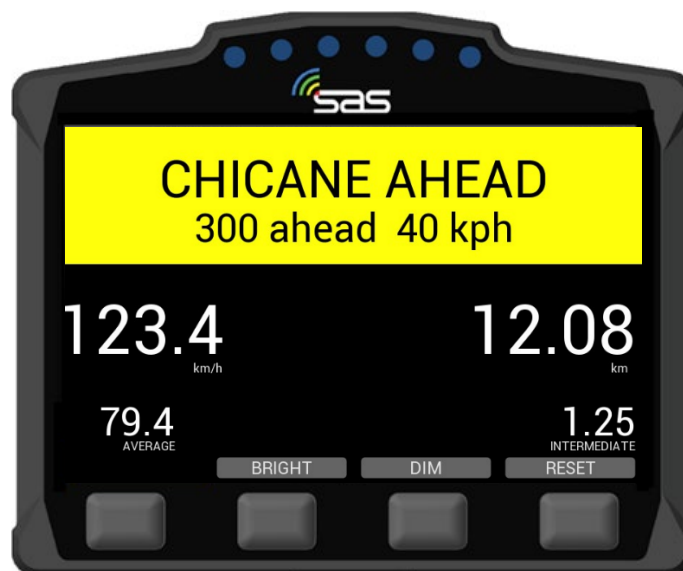 sas
CHICANE AHEAD
300 ahead 40 kph
123.4
km/h
12.08
km
79.4
AVERAGE
1.25
INTERMEDIATE
BRIGHT
DIM
RESET